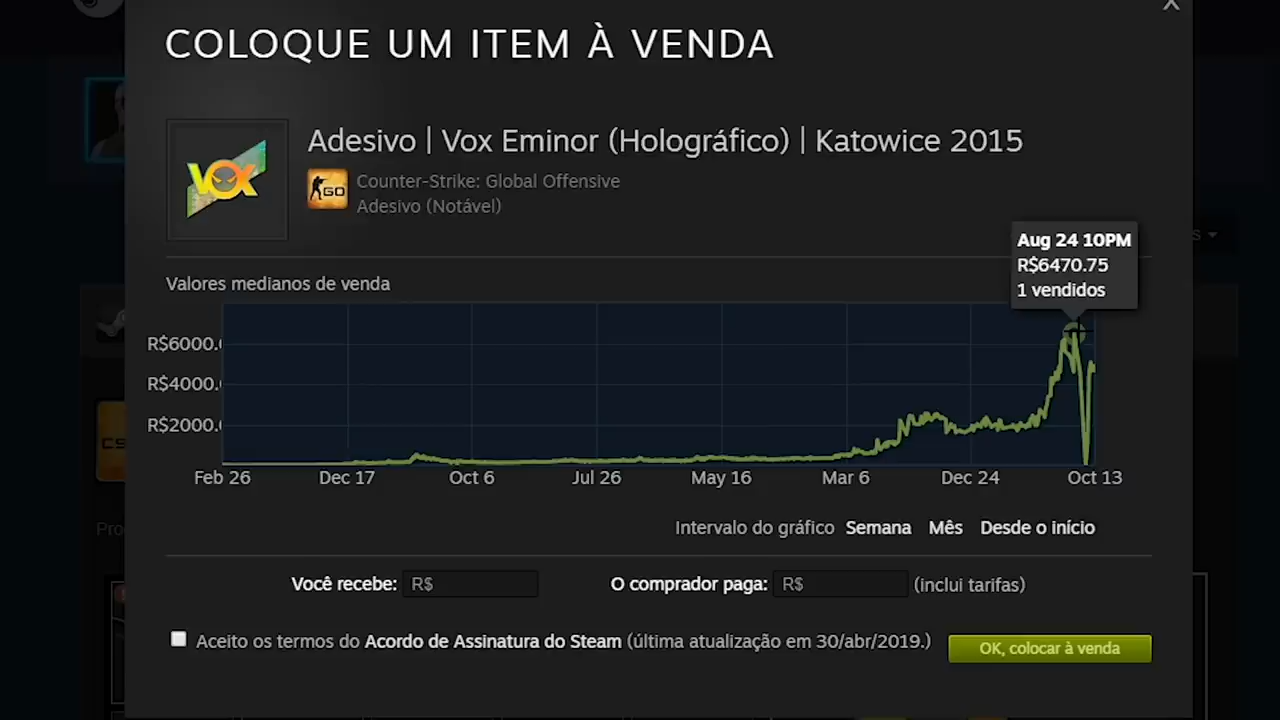 COLOQUE UM ITEM À VENDA
VOX
Adesivo | Vox Eminor (Holográfico) | Katowice 2015
GO
Counter-Strike: Global Offensive
Adesivo (Notável)
Aug 24 10PM
R$6470.75
1 vendidos
Valores medianos de venda
R$6000.
R$4000.
R$2000.
Feb 26 Dec 17 Oct 6 Jul 26 May 16 Mar 6 Dec 24 Oct 13
Intervalo do gráfico Semana Mês Desde o início
Você recebe: R$ O comprador paga: R$ (inclui tarifas)
Aceito os termos do Acordo de Assinatura do Steam (última atualização em 30/abr/2019.)
OK, colocar à venda